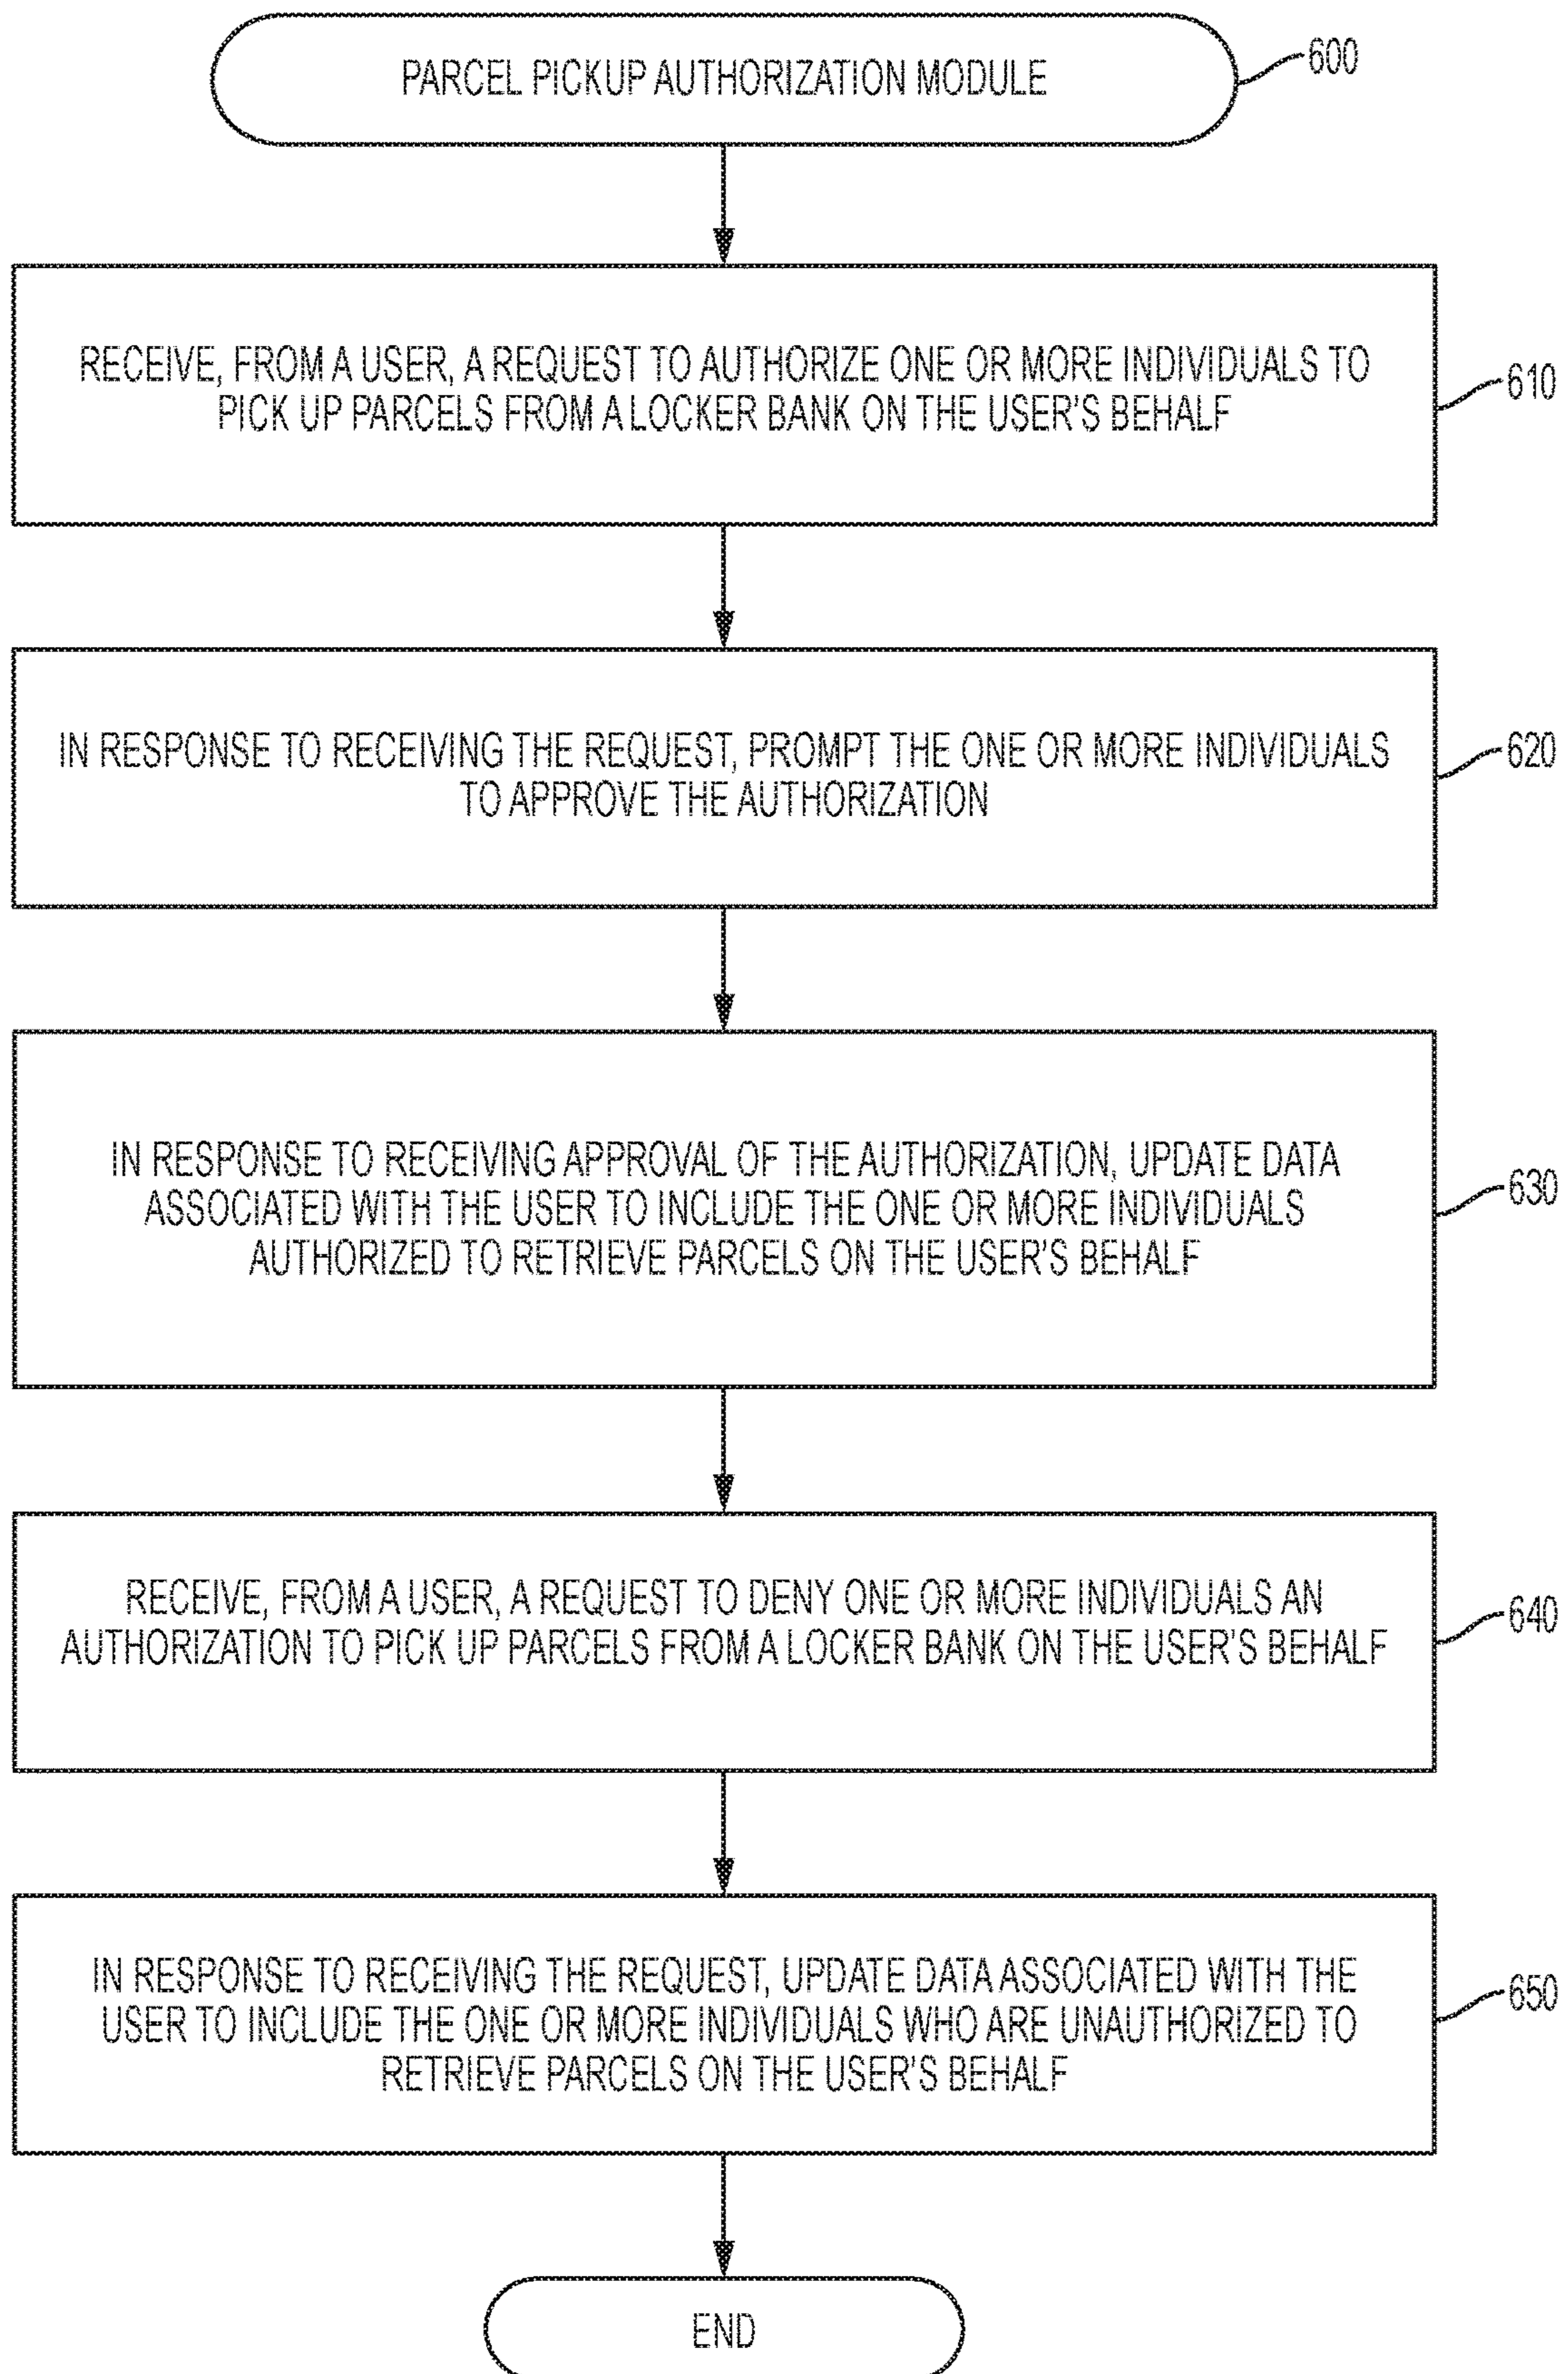 PARCEL PICKUP AUTHORIZATION MODULE
600
RECEIVE, FROM A USER, A REQUEST TO AUTHORIZE ONE OR MORE INDIVIDUALS TO
PICK UP PARCELS FROM A LOCKER BANK ON THE USER'S BEHALF
610
IN RESPONSE TO RECEIVING THE REQUEST, PROMPT THE ONE OR MORE INDIVIDUALS
TO APPROVE THE AUTHORIZATION
620
IN RESPONSE TO RECEIVING APPROVAL OF THE AUTHORIZATION, UPDATE DATA
ASSOCIATED WITH THE USER TO INCLUDE THE ONE OR MORE INDIVIDUALS
AUTHORIZED TO RETRIEVE PARCELS ON THE USER'S BEHALF
630
RECEIVE, FROM A USER, A REQUEST TO DENY ONE OR MORE INDIVIDUALS AN
AUTHORIZATION TO PICK UP PARCELS FROM A LOCKER BANK ON THE USER'S BEHALF
640
IN RESPONSE TO RECEIVING THE REQUEST, UPDATE DATA ASSOCIATED WITH THE
USER TO INCLUDE THE ONE OR MORE INDIVIDUALS WHO ARE UNAUTHORIZED TO
RETRIEVE PARCELS ON THE USER'S BEHALF
650
END